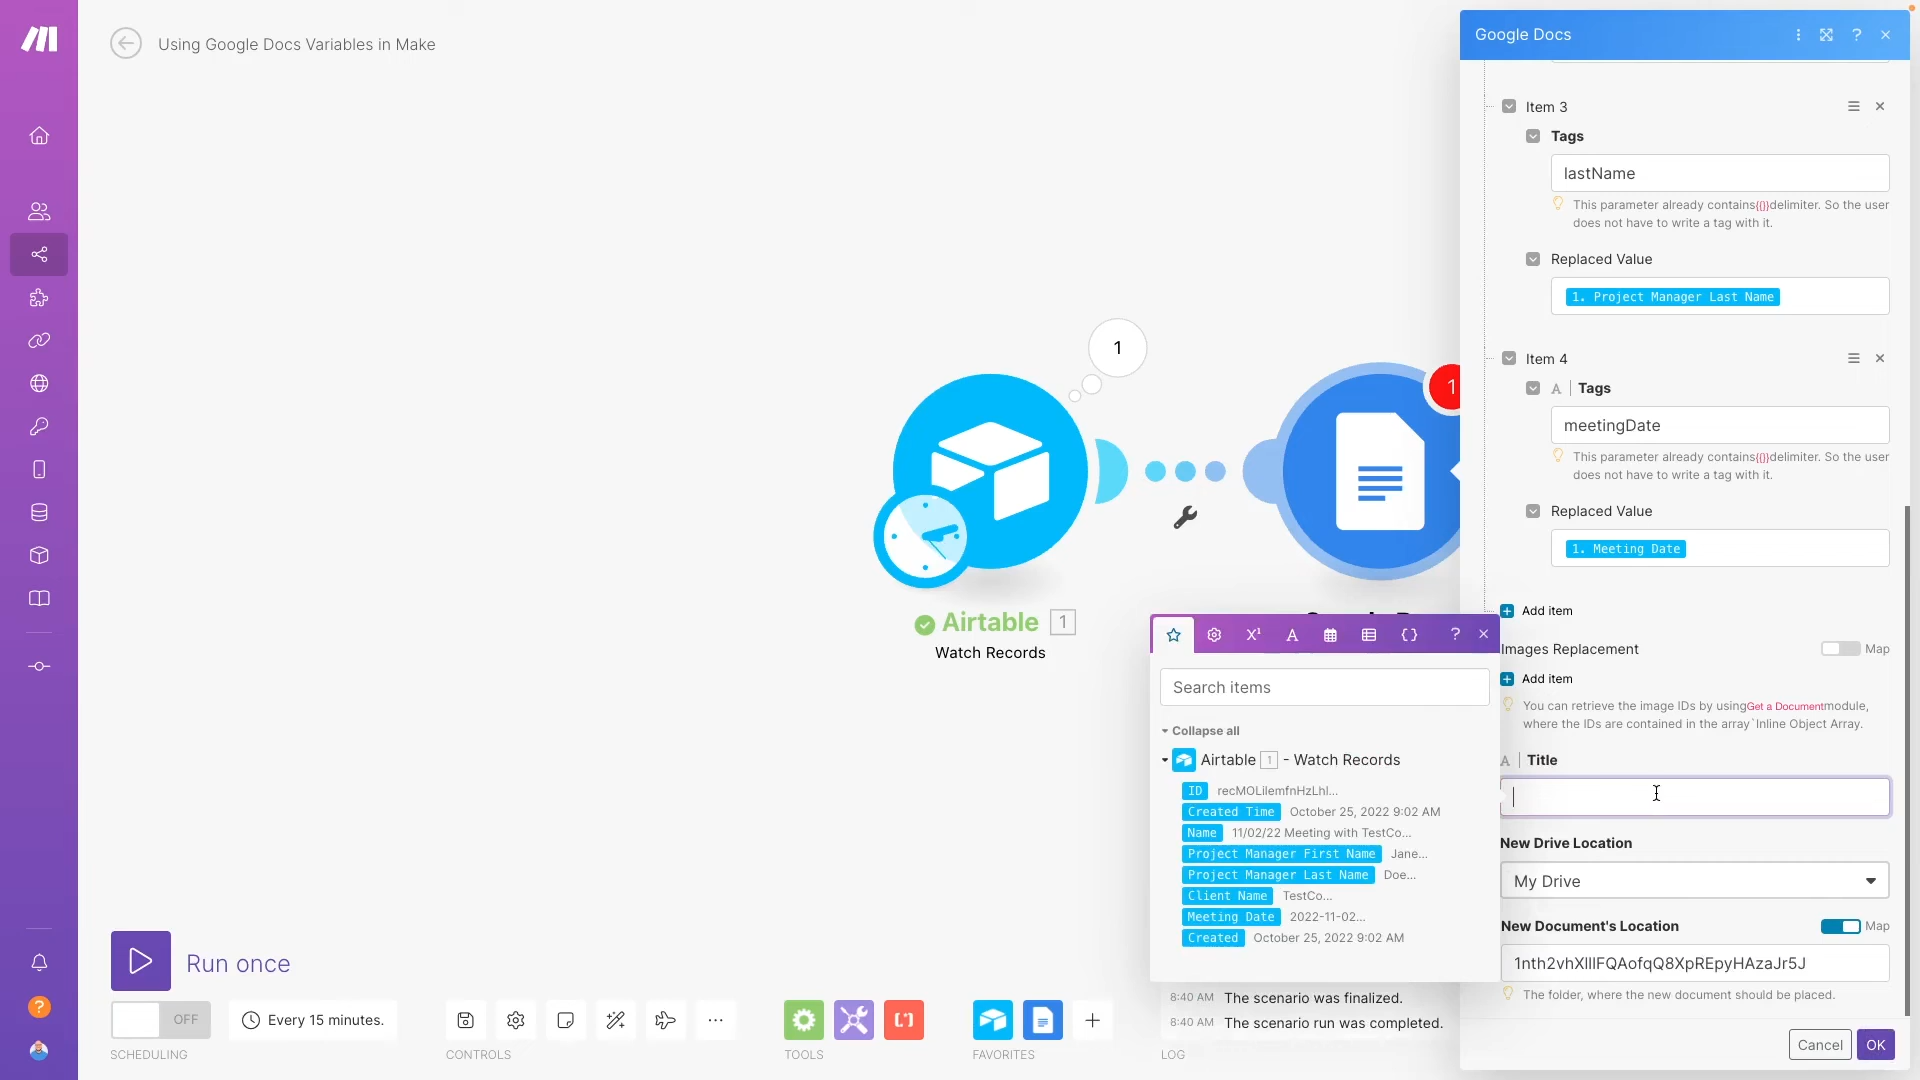 Using Google Docs Variables in Make
Google Docs
?
Item 3
Tags
lastName
This parameter already contains{{}}delimiter. So the user
does not have to write a tag with it.
Replaced Value
1. Project Manager Last Name
Item 4
A
Tags
meetingDate
This parameter already contains{{}}delimiter. So the user
does not have to write a tag with it.
Replaced Value
1. Meeting Date
Add item
Images Replacement
Map
Add item
You can retrieve the image IDs by usingGet a Documentmodule,
where the IDs are contained in the array`Inline Object Array.
A
Title
New Drive Location
My Drive
New Document's Location
Map
The folder, where the new document should be placed.
Cancel
OK
1
1
Airtable
1
Watch Records
X¹
A
{}
?
Search items
Collapse all
Airtable 1 - Watch Records
ID recMOLilemfnHzLhl...
Created Time October 25, 2022 9:02 AM
Name 11/02/22 Meeting with TestCo...
Project Manager First Name Jane...
Project Manager Last Name Doe...
Client Name TestCo...
Meeting Date 2022-11-02...
Created October 25, 2022 9:02 AM
Run once
OFF
Every 15 minutes.
SCHEDULING
CONTROLS
TOOLS
FAVORITES
8:40 AM The scenario was finalized.
8:40 AM The scenario run was completed.
LOG
?